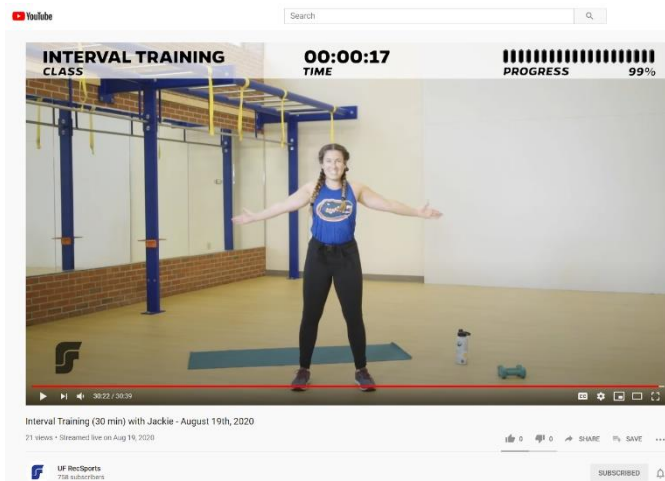 YouTube
Search
INTERVAL TRAINING
CLASS
00:00:17
TIME
PROGRESS
99%
Gators
30:22 / 30:39
Interval Training (30 min) with Jackie - August 19th, 2020
21 views • Streamed live on Aug 19, 2020
0
0
SHARE
SAVE
UF RecSports
758 subscribers
SUBSCRIBED